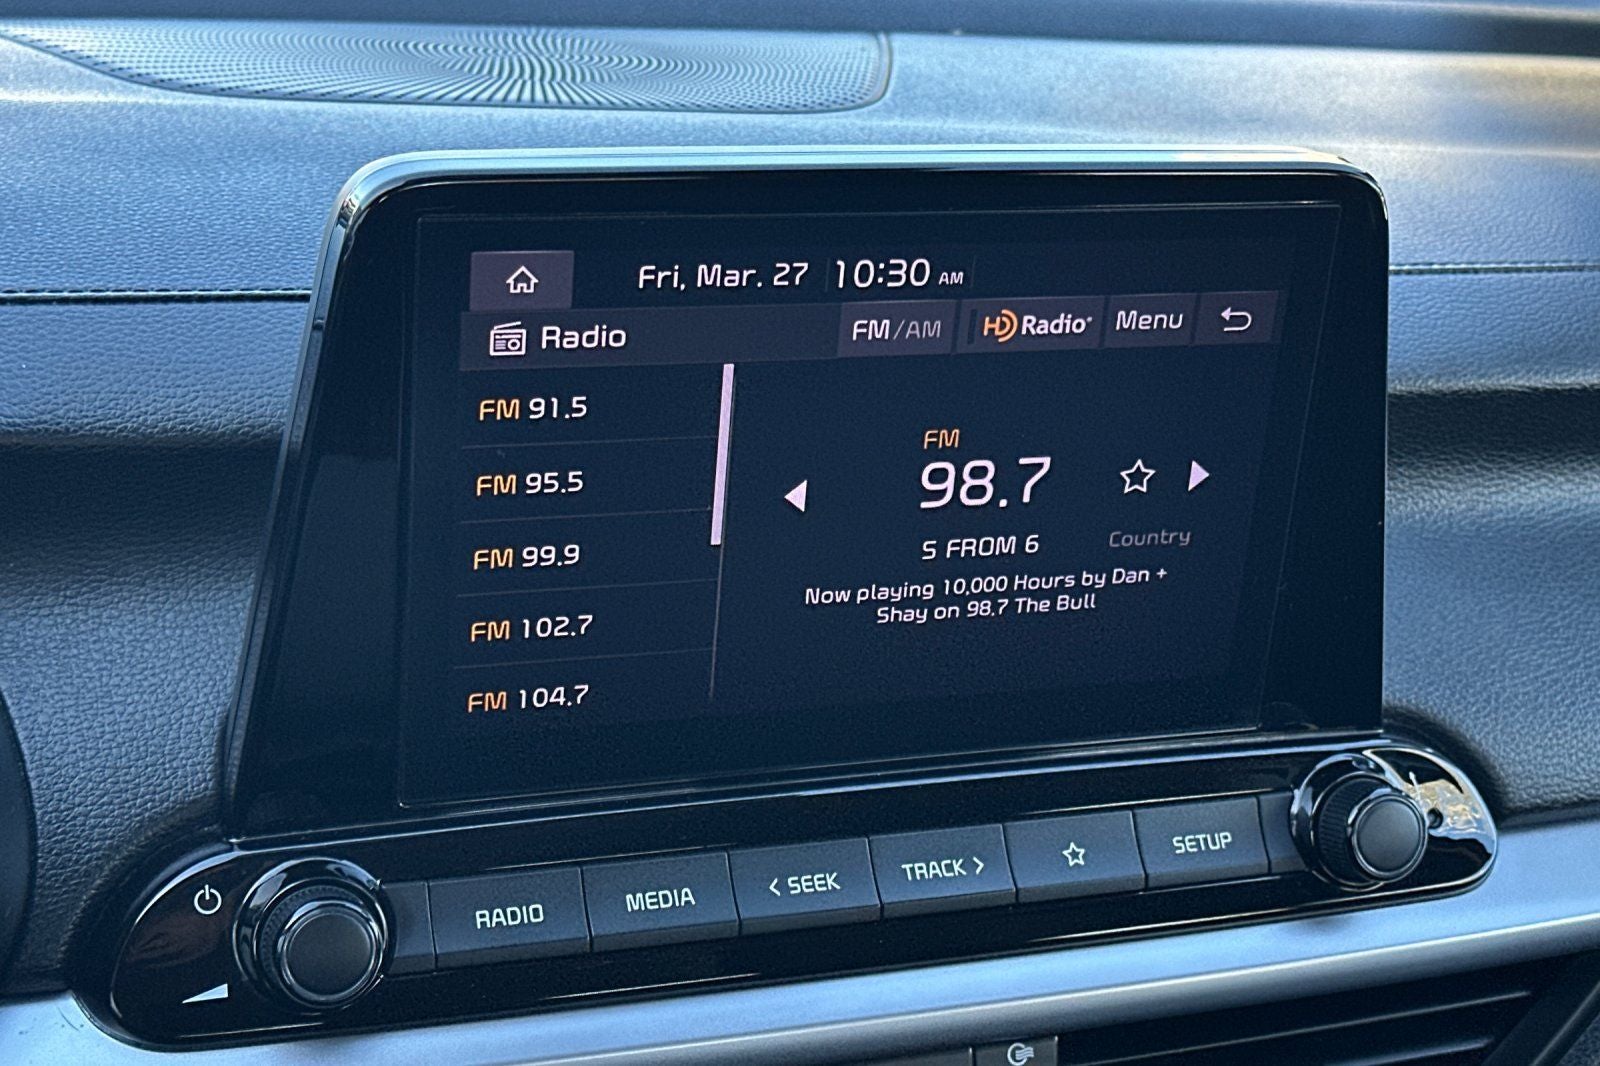 Fri, Mar. 27 10:30 AM
Radio FM/AM HD Radio Menu
FM 91.5
FM 95.5
FM 99.9
FM 102.7
FM 104.7
FM
98.7
S FROM 6 Country
Now playing 10,000 Hours by Dan +
Shay on 98.7 The Bull
RADIO MEDIA < SEEK TRACK > SETUP